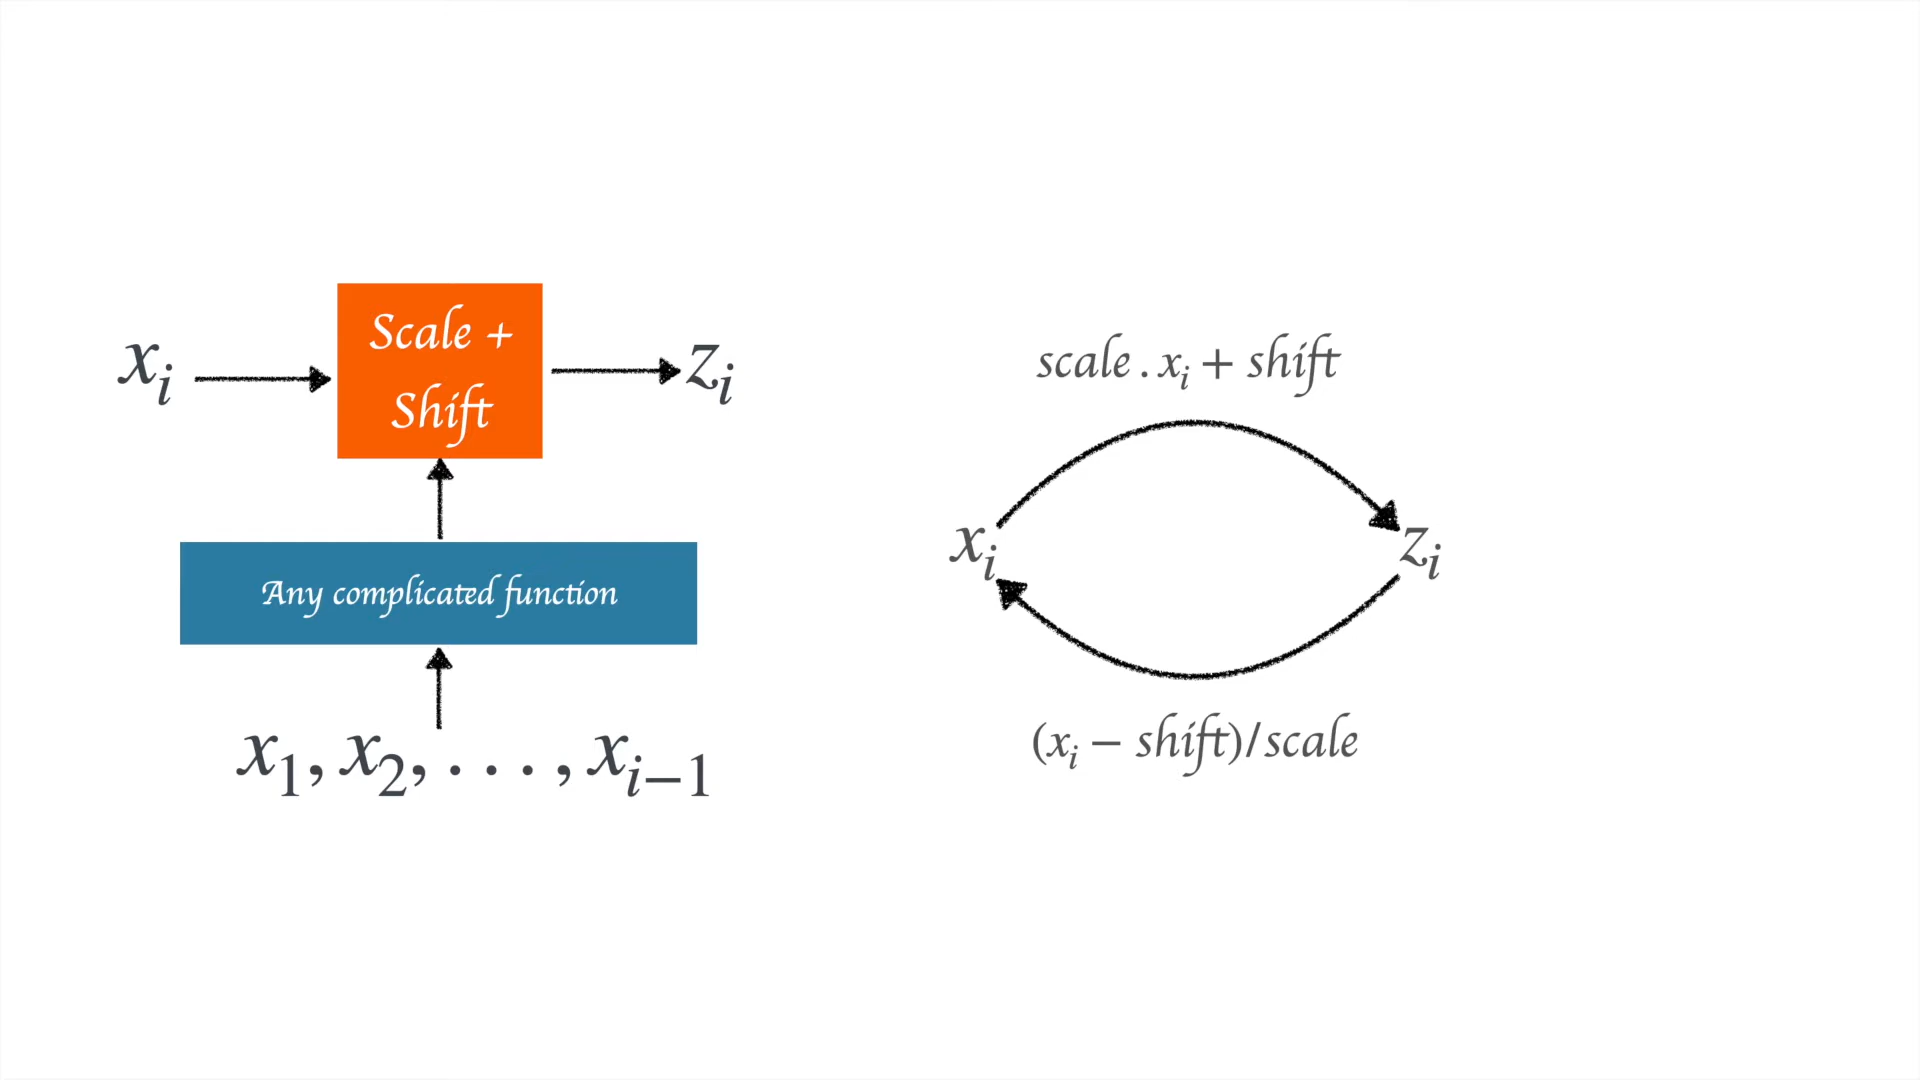 x_i
Scale +
Shift
z_i
Any complicated function
x_1, x_2, . . . , x_{i−1}
scale . x_i + shift
x_i
z_i
(x_i − shift)/scale